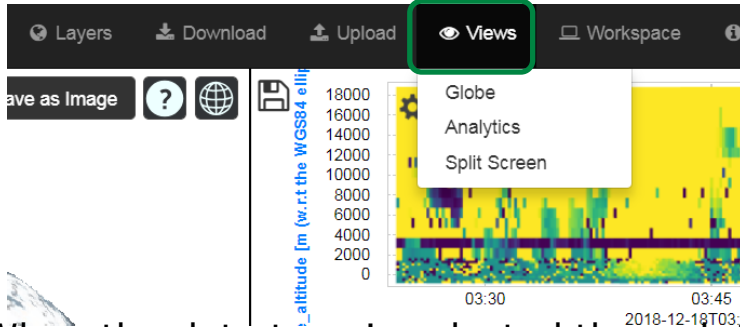 Layers Download Upload Views Workspace
ave as Image ?
Globe
Analytics
Split Screen
e_altitude [m (w.r.t the WGS84 ellip
18000
16000
14000
12000
10000
8000
6000
4000
2000
0
03:30 03:45
2018-12-18T03: